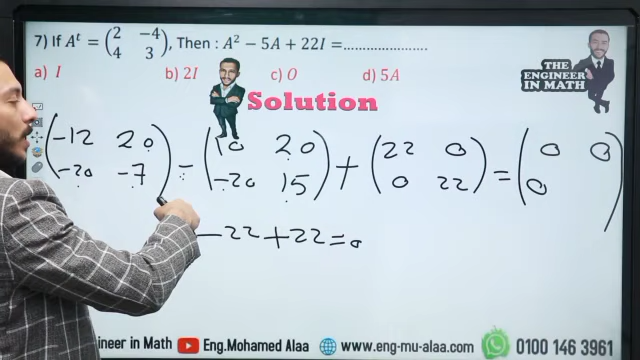 7) If Aᵗ = (2 −4
4 3), Then : A² − 5A + 22I = ........................
a) I b) 2I c) O d) 5A
THE ENGINEER IN MATH
Solution
(−12 20
−20 −7) − (10 20
−20 15) + (22 0
0 22) = (0 0
0
−22 + 22 = 0
ineer in Math Eng.Mohamed Alaa www.eng-mu-alaa.com 0100 146 3961